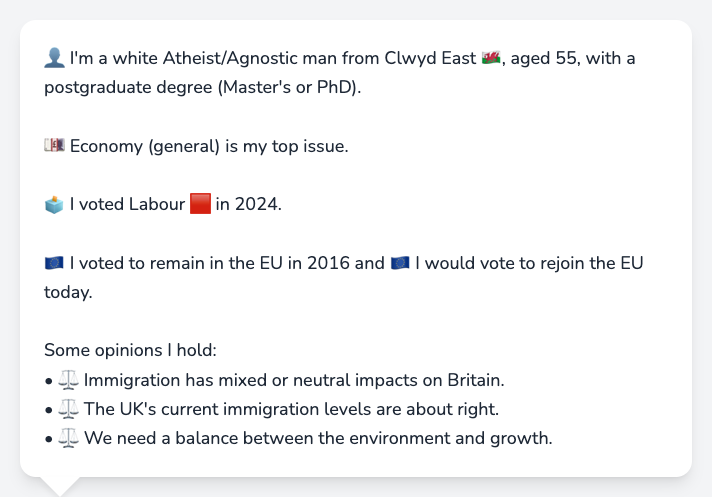 👤 I'm a white Atheist/Agnostic man from Clwyd East 🏴󠁧󠁢󠁷󠁬󠁳󠁿, aged 55, with a
postgraduate degree (Master's or PhD).
💷 Economy (general) is my top issue.
🗳️ I voted Labour 🟥 in 2024.
🇪🇺 I voted to remain in the EU in 2016 and 🇪🇺 I would vote to rejoin the EU
today.
Some opinions I hold:
• ⚖️ Immigration has mixed or neutral impacts on Britain.
• ⚖️ The UK's current immigration levels are about right.
• ⚖️ We need a balance between the environment and growth.